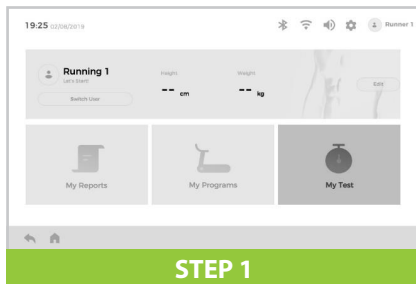 19:25 02/08/2019
Runner 1
Running 1
Let's Start!
Switch User
Height
-- cm
Weight
-- kg
Edit
My Reports
My Programs
My Test
STEP 1